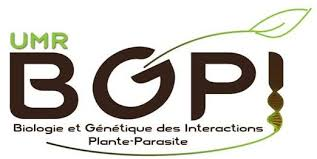 UMR
BGPI
Biologie et Génétique des Interactions
Plante-Parasite